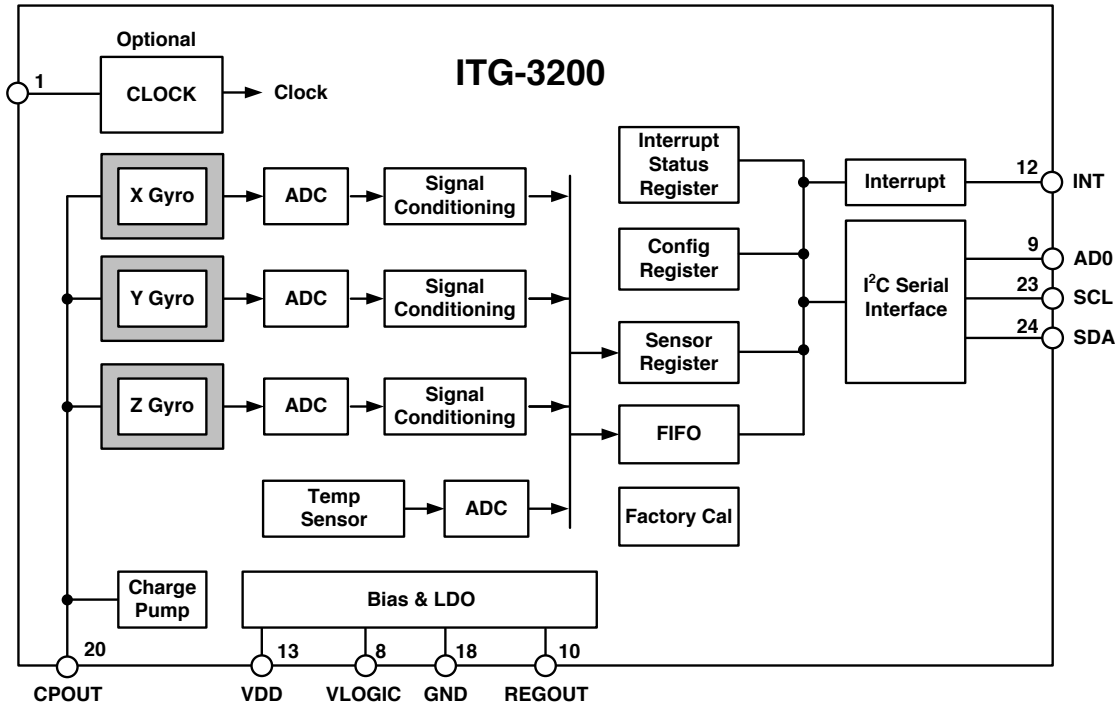 Optional
ITG-3200
1
CLOCK
Clock
Interrupt
Status
Register
X Gyro
ADC
Signal
Conditioning
Interrupt
12
INT
Config
Register
I²C Serial
Interface
9
AD0
23
SCL
24
SDA
Y Gyro
ADC
Signal
Conditioning
Sensor
Register
Z Gyro
ADC
Signal
Conditioning
FIFO
Temp
Sensor
ADC
Factory Cal
Charge
Pump
Bias & LDO
20
13
8
18
10
CPOUT
VDD
VLOGIC
GND
REGOUT